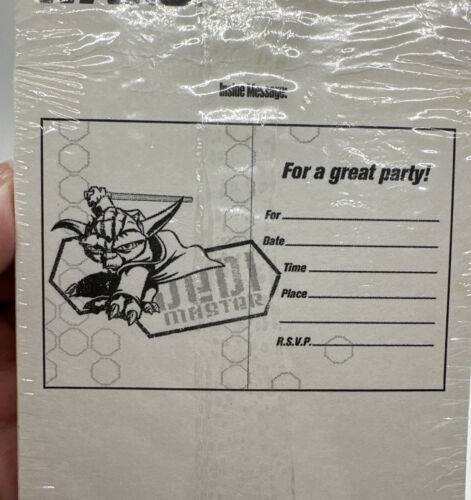 Inside Message:
For a great party!
For
Date
Time
Place
R.S.V.P.
JEDI
MASTER